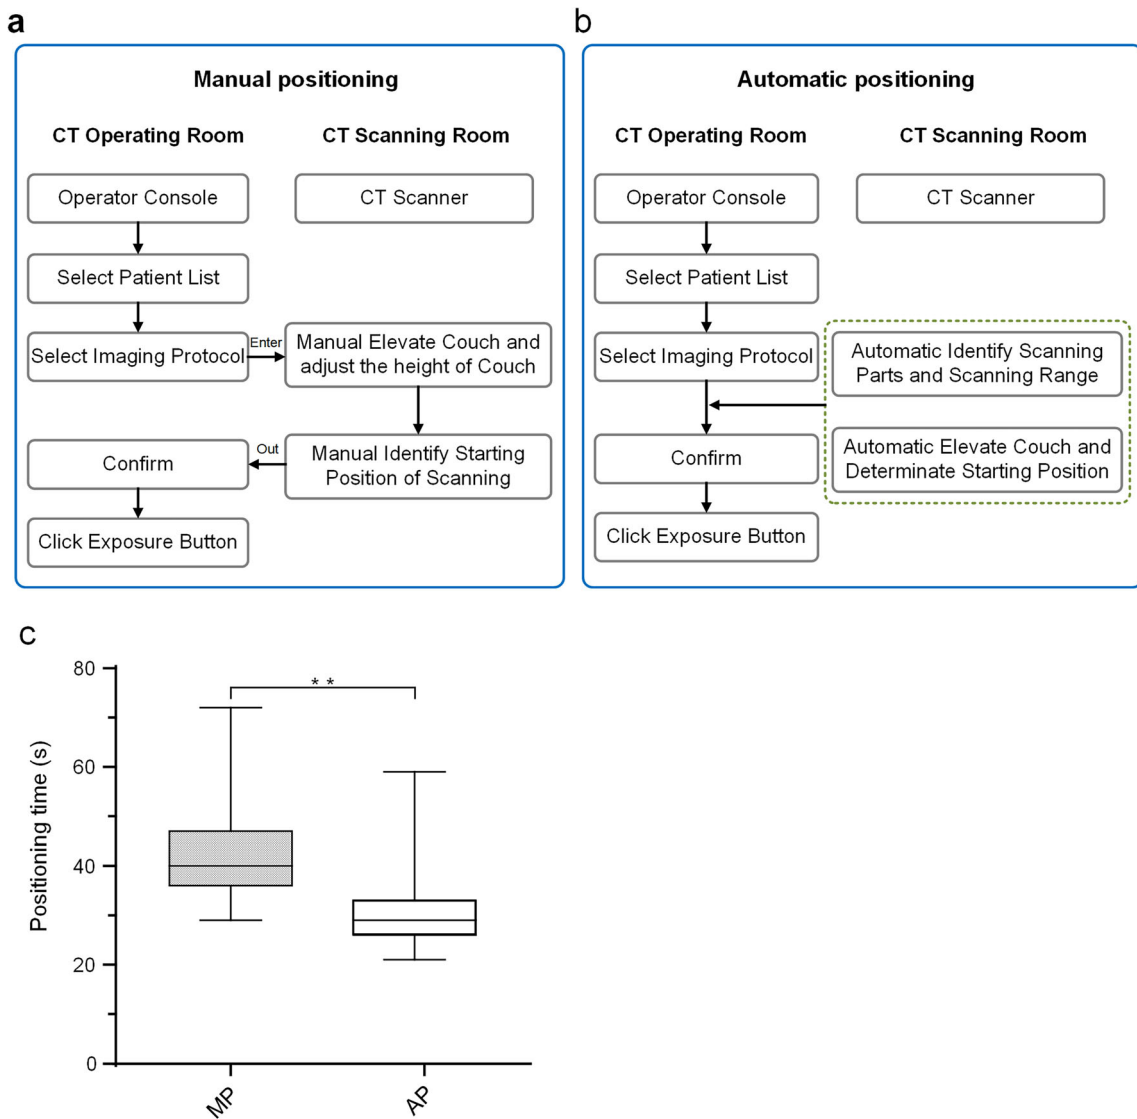 a
Manual positioning
CT Operating Room
CT Scanning Room
Operator Console
CT Scanner
Select Patient List
Select Imaging Protocol
Enter
Manual Elevate Couch and
adjust the height of Couch
Confirm
Out
Manual Identify Starting
Position of Scanning
Click Exposure Button
b
Automatic positioning
CT Operating Room
CT Scanning Room
Operator Console
CT Scanner
Select Patient List
Select Imaging Protocol
Automatic Identify Scanning
Parts and Scanning Range
Confirm
Automatic Elevate Couch and
Determinate Starting Position
Click Exposure Button
c
Positioning time (s)
80
60
40
20
0
* *
MP
AP